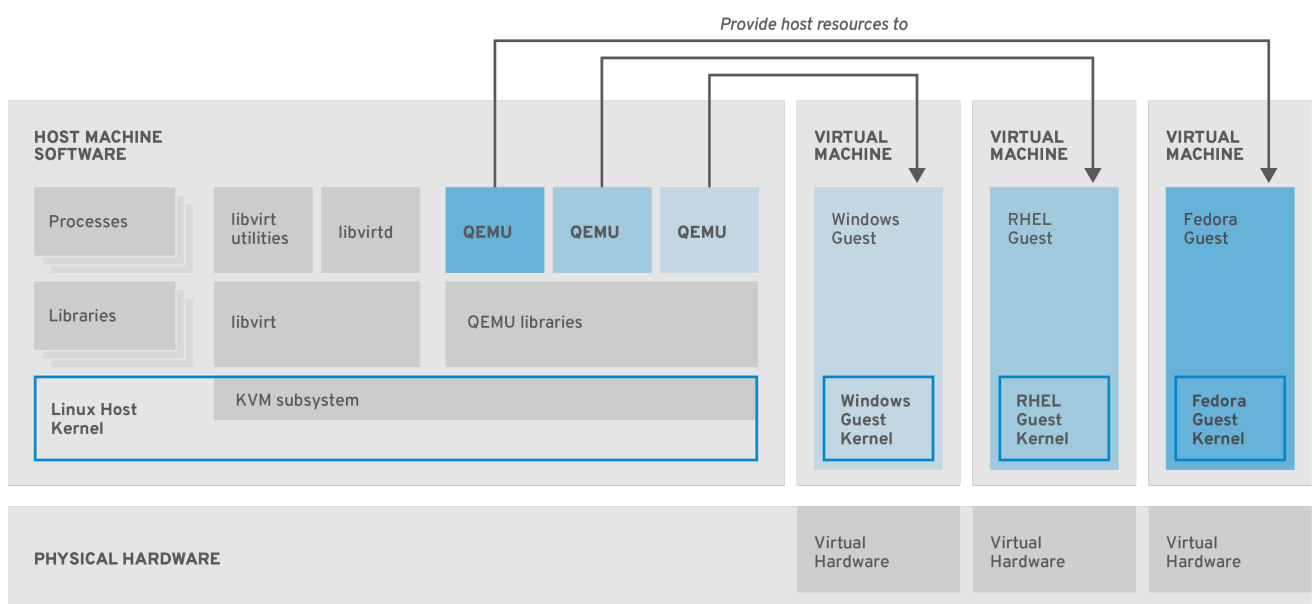 Provide host resources to
HOST MACHINE
SOFTWARE
VIRTUAL
MACHINE
VIRTUAL
MACHINE
VIRTUAL
MACHINE
Processes
libvirt
utilities
libvirtd
QEMU
QEMU
QEMU
Windows
Guest
RHEL
Guest
Fedora
Guest
Libraries
libvirt
QEMU libraries
Linux Host
Kernel
KVM subsystem
Windows
Guest
Kernel
RHEL
Guest
Kernel
Fedora
Guest
Kernel
PHYSICAL HARDWARE
Virtual
Hardware
Virtual
Hardware
Virtual
Hardware